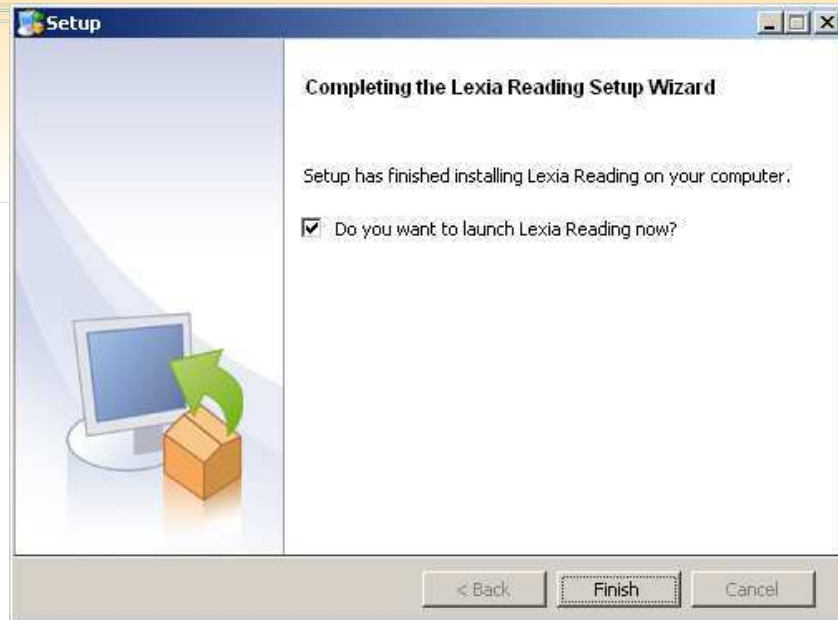 Setup
Completing the Lexia Reading Setup Wizard
Setup has finished installing Lexia Reading on your computer.
Do you want to launch Lexia Reading now?
< Back
Finish
Cancel